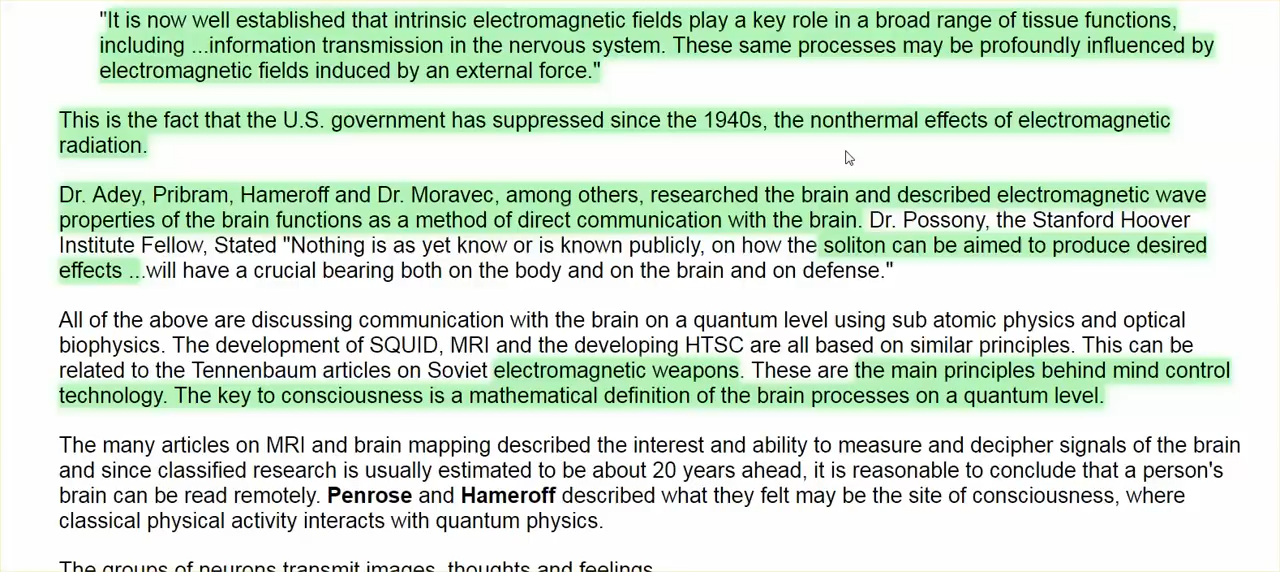 "It is now well established that intrinsic electromagnetic fields play a key role in a broad range of tissue functions,
including ...information transmission in the nervous system. These same processes may be profoundly influenced by
electromagnetic fields induced by an external force."
This is the fact that the U.S. government has suppressed since the 1940s, the nonthermal effects of electromagnetic
radiation.
Dr. Adey, Pribram, Hameroff and Dr. Moravec, among others, researched the brain and described electromagnetic wave
properties of the brain functions as a method of direct communication with the brain. Dr. Possony, the Stanford Hoover
Institute Fellow, Stated "Nothing is as yet know or is known publicly, on how the soliton can be aimed to produce desired
effects ...will have a crucial bearing both on the body and on the brain and on defense."
All of the above are discussing communication with the brain on a quantum level using sub atomic physics and optical
biophysics. The development of SQUID, MRI and the developing HTSC are all based on similar principles. This can be
related to the Tennenbaum articles on Soviet electromagnetic weapons. These are the main principles behind mind control
technology. The key to consciousness is a mathematical definition of the brain processes on a quantum level.
The many articles on MRI and brain mapping described the interest and ability to measure and decipher signals of the brain
and since classified research is usually estimated to be about 20 years ahead, it is reasonable to conclude that a person's
brain can be read remotely. Penrose and Hameroff described what they felt may be the site of consciousness, where
classical physical activity interacts with quantum physics.
The groups of neurons transmit images, thoughts and feelings